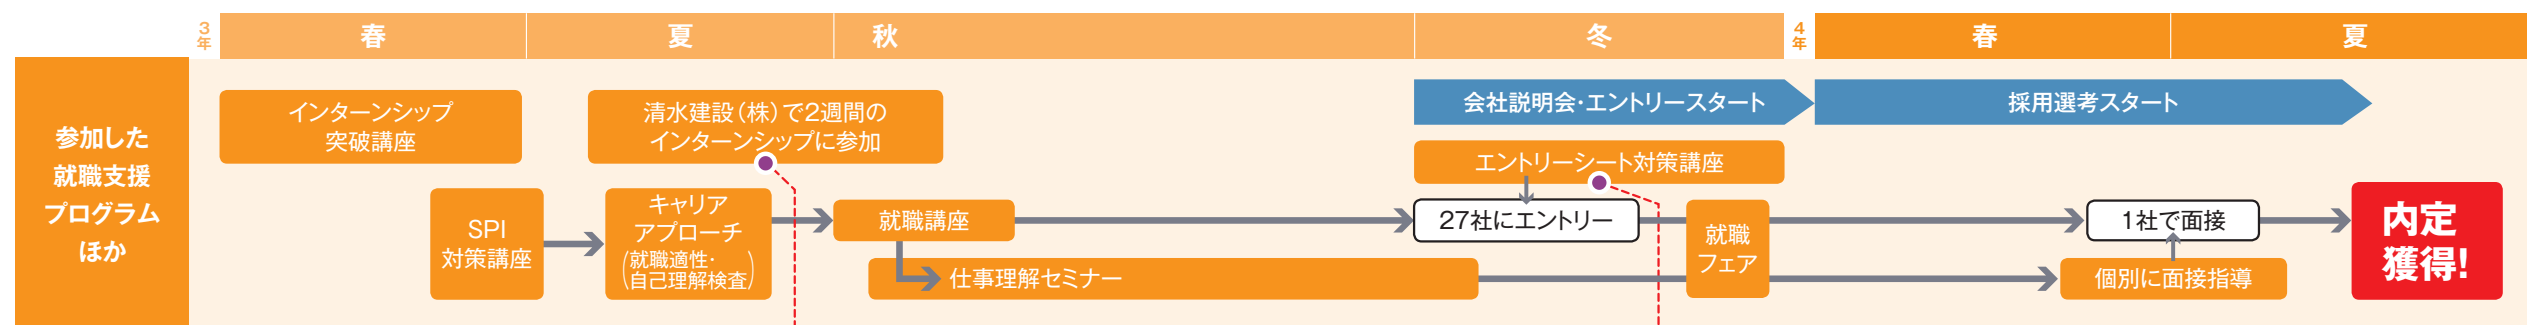 3年
春
夏
秋
冬
4年
春
夏
参加した
就職支援
プログラム
ほか
インターンシップ
突破講座
清水建設（株）で2週間の
インターンシップに参加
会社説明会・エントリースタート
採用選考スタート
エントリーシート対策講座
SPI
対策講座
キャリア
アプローチ
(就職適性・
自己理解検査)
就職講座
27社にエントリー
就職
フェア
1社で面接
内定
獲得!
仕事理解セミナー
個別に面接指導